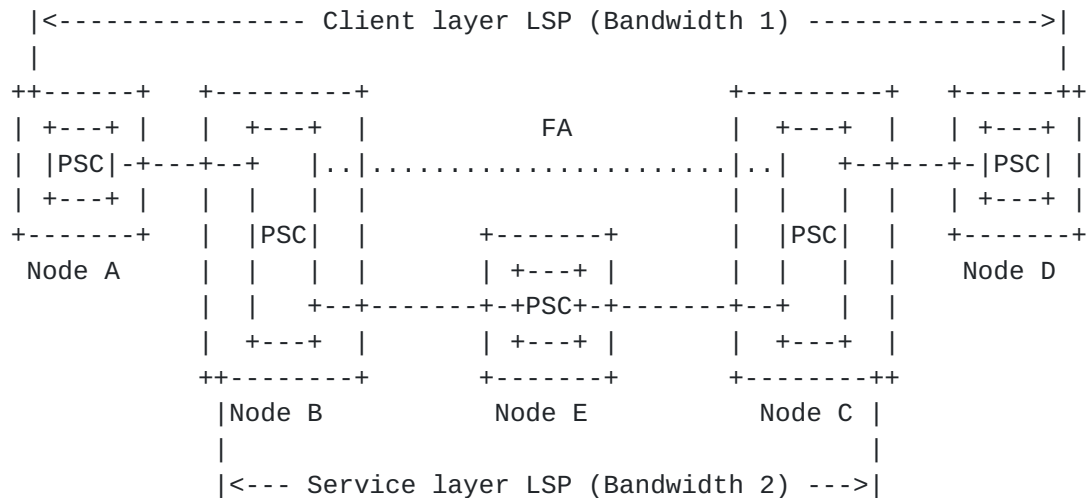 |<---------------- Client layer LSP (Bandwidth 1) --------------->|
 |                                                                 |
++------+   +---------+                        +---------+   +------++
| +---+ |   |  +---+  |            FA          |  +---+  |   | +---+ |
| |PSC|-+---+--+   |..|........................|..|   +--+---+-|PSC| |
| +---+ |   |  |   |  |                        |  |   |  |   | +---+ |
+-------+   |  |PSC|  |       +-------+        |  |PSC|  |   +-------+
 Node A     |  |   |  |       | +---+ |        |  |   |  |    Node D
            |  |   +--+-------+-+PSC+-+--------+--+   |  |
            |  +---+  |       | +---+ |        |  +---+  |
            ++--------+       +-------+        +--------++
             |Node B           Node E           Node C |
             |                                         |
             |<--- Service layer LSP (Bandwidth 2) --->|